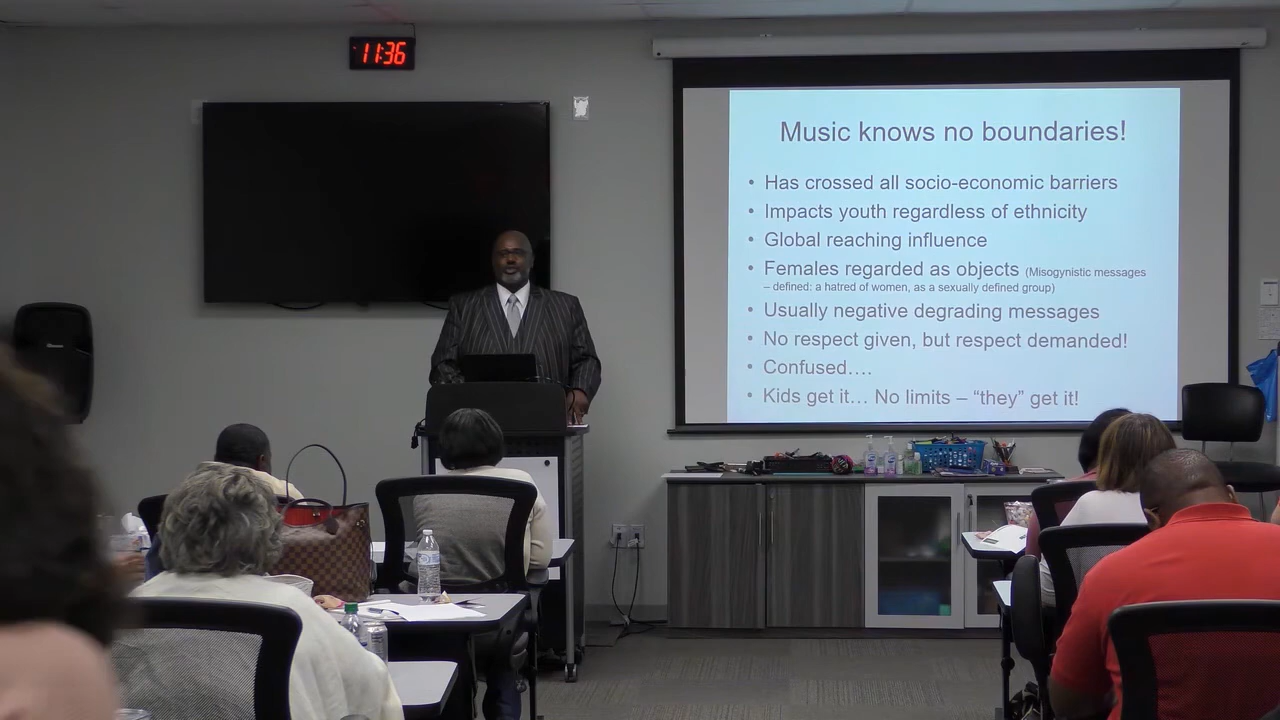 11:36
Music knows no boundaries!
• Has crossed all socio-economic barriers
• Impacts youth regardless of ethnicity
• Global reaching influence
• Females regarded as objects (Misogynistic messages
– defined: a hatred of women, as a sexually defined group)
• Usually negative degrading messages
• No respect given, but respect demanded!
• Confused….
• Kids get it… No limits – “they” get it!